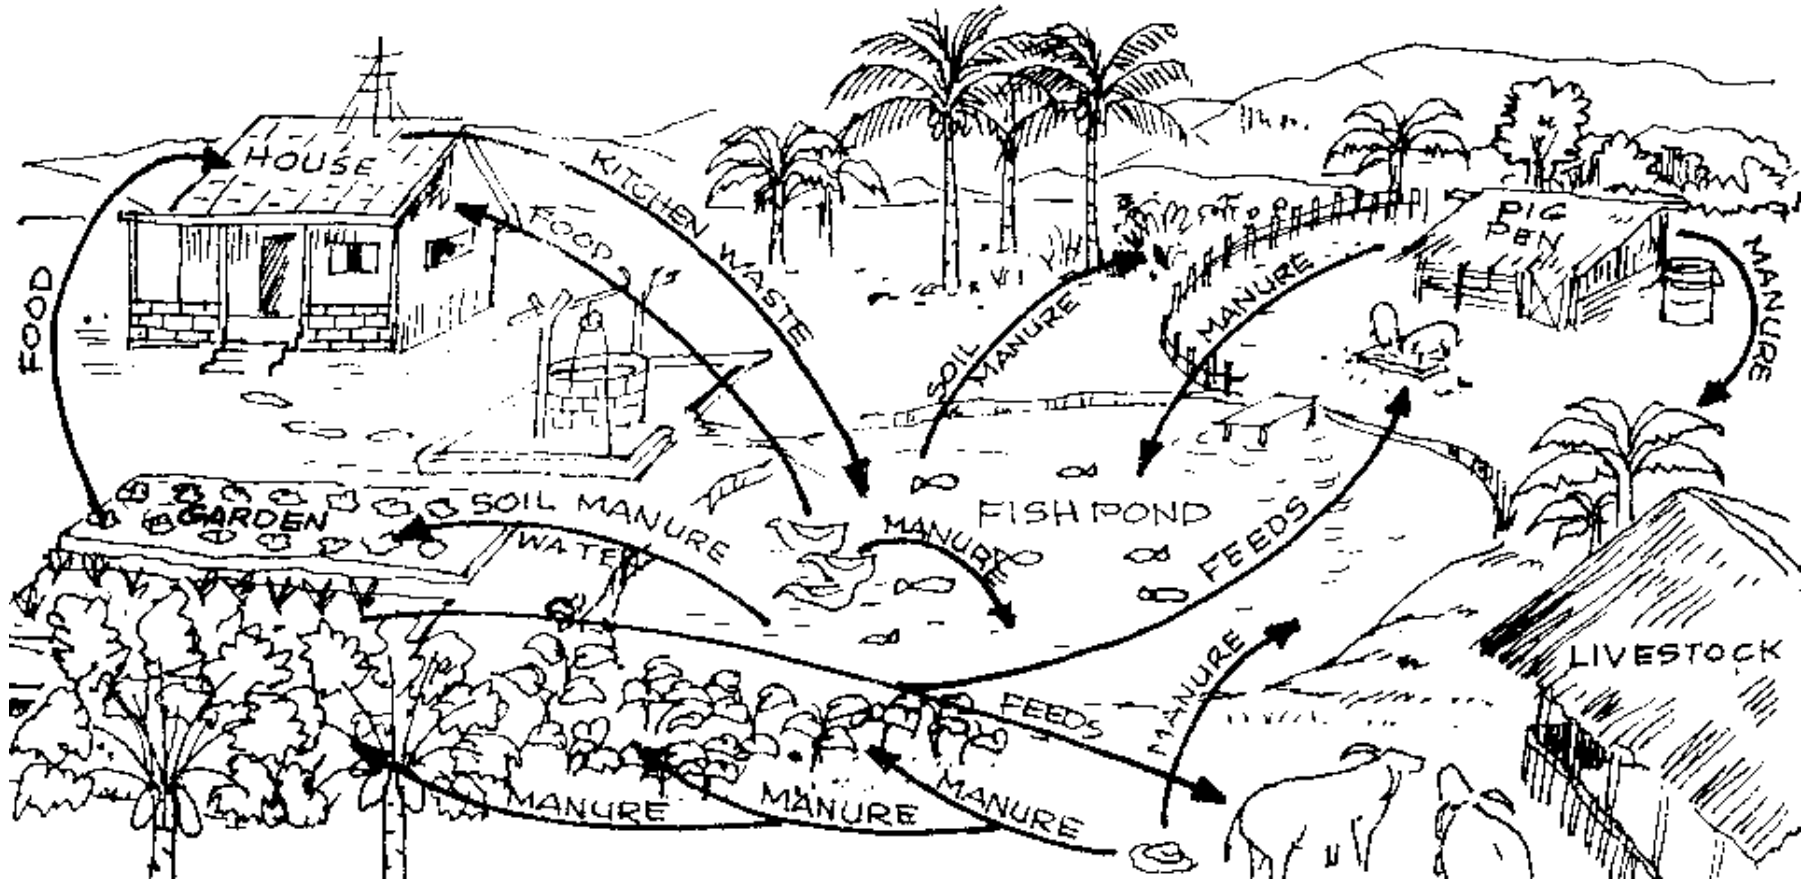 HOUSE
KITCHEN WASTE
FOOD
FOOD
PIG
PEN
MANURE
MANURE
SOIL
MANURE
GARDEN
SOIL MANURE
WATER
MANURE
FISH POND
FEEDS
MANURE
LIVESTOCK
FEEDS
MANURE
MANURE
MANURE